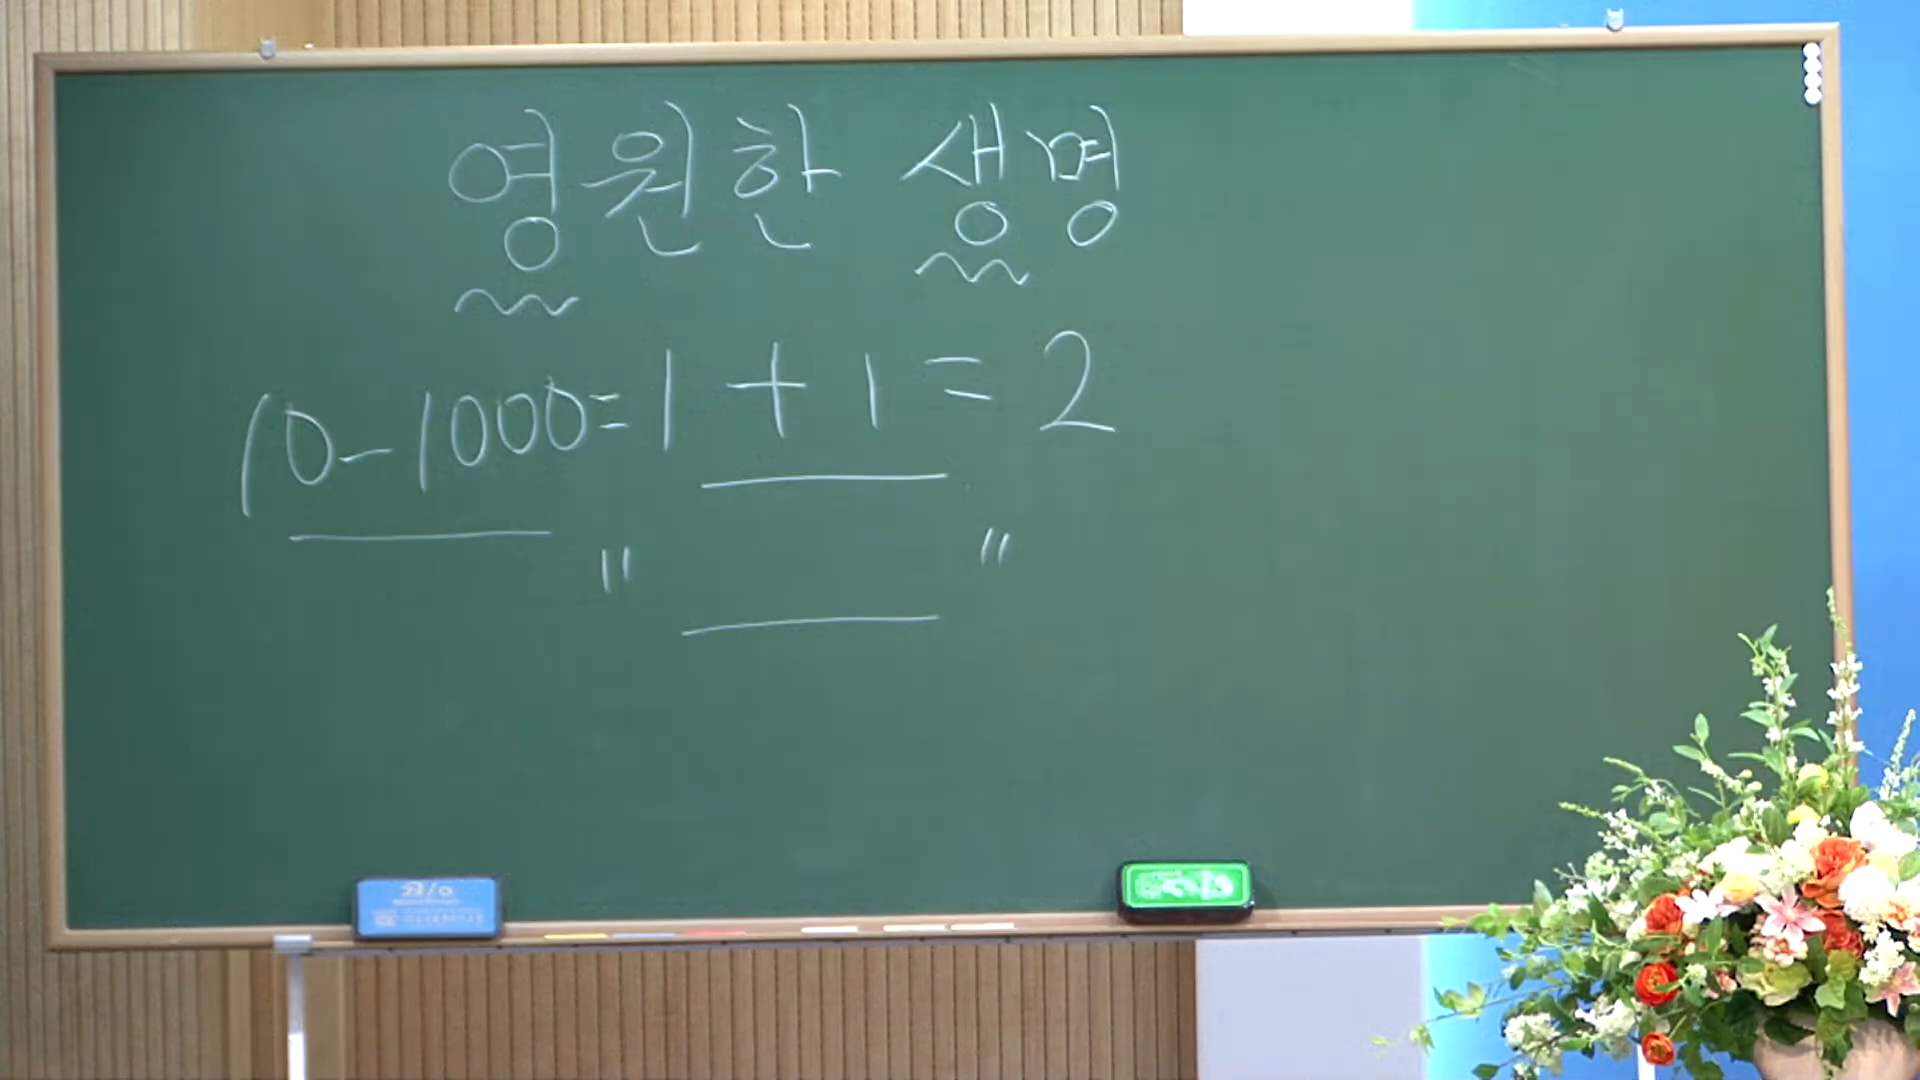 영원한 생명
10-1000=1+1=2
" "